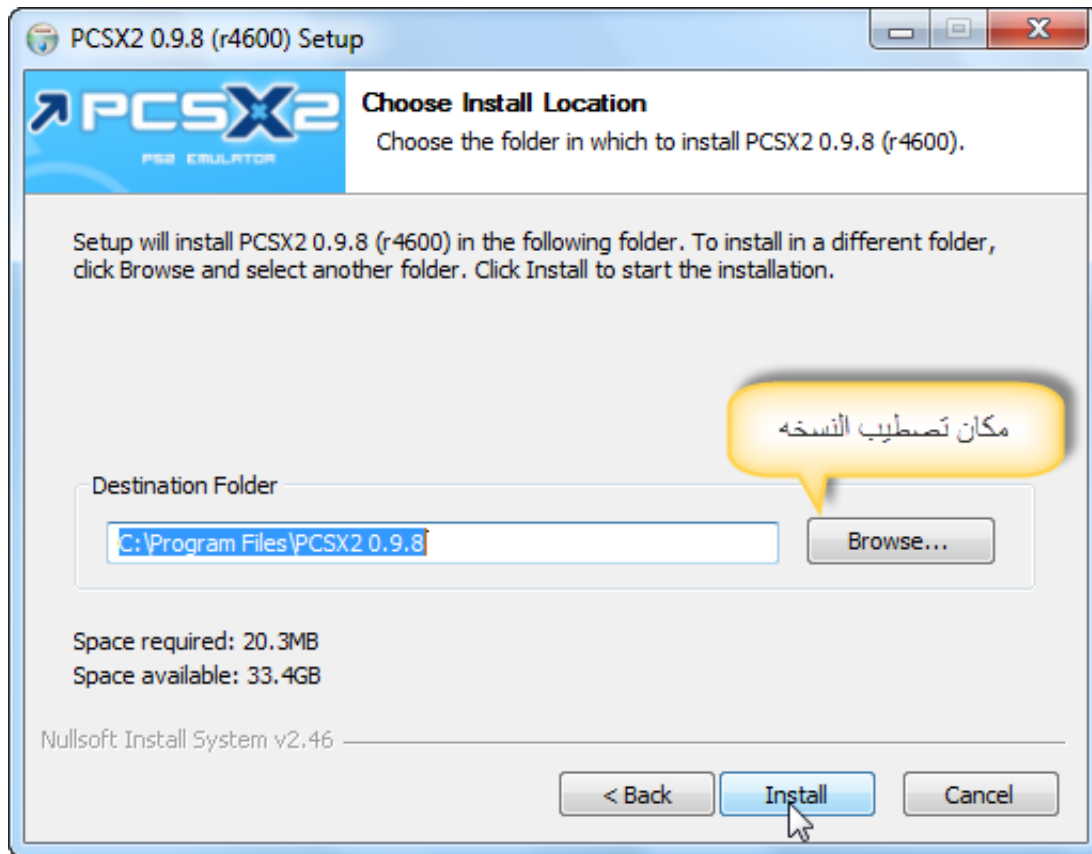 PCSX2 0.9.8 (r4600) Setup
PCSX2
PS2 EMULATOR
Choose Install Location
Choose the folder in which to install PCSX2 0.9.8 (r4600).
Setup will install PCSX2 0.9.8 (r4600) in the following folder. To install in a different folder,
click Browse and select another folder. Click Install to start the installation.
مكان تصطيب النسخه
Destination Folder
C:\Program Files\PCSX2 0.9.8
Browse...
Space required: 20.3MB
Space available: 33.4GB
Nullsoft Install System v2.46
< Back
Install
Cancel